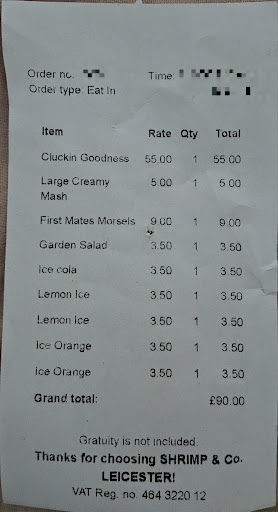 Order no:
Time:
Order type: Eat In
Item Rate Qty Total
Cluckin Goodness 55.00 1 55.00
Large Creamy 5.00 1 5.00
Mash
First Mates Morsels 9.00 1 9.00
Garden Salad 3.50 1 3.50
Ice cola 3.50 1 3.50
Lemon Ice 3.50 1 3.50
Lemon ice 3.50 1 3.50
Ice Orange 3.50 1 3.50
Ice Orange 3.50 1 3.50
Grand total: £90.00
Gratuity is not included.
Thanks for choosing SHRIMP & Co.
LEICESTER!
VAT Reg. no. 464 3220 12